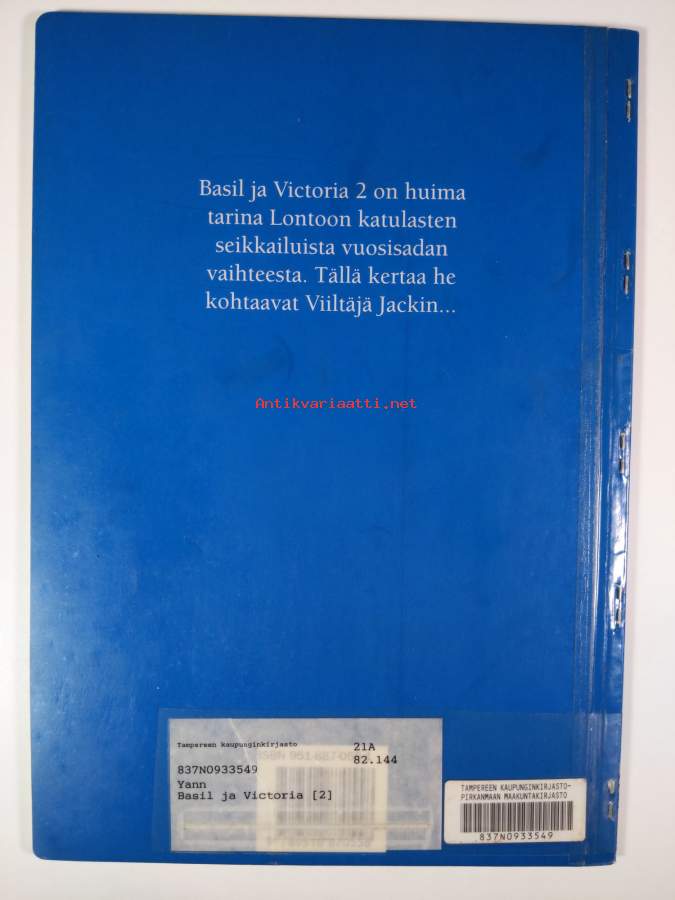 Basil ja Victoria 2 on huima
tarina Lontoon katulasten
seikkailuista vuosisadan
vaihteesta. Tällä kertaa he
kohtaavat Viiltäjä Jackin...
Antikvariaatti.net
Tampereen kaupunginkirjasto
21A
82.144
837N0933549
Yann
Basil ja Victoria [2]
TAMPEREEN KAUPUNGINKIRJASTO-
PIRKANMAAN MAAKUNTAKIRJASTO
837N0933549